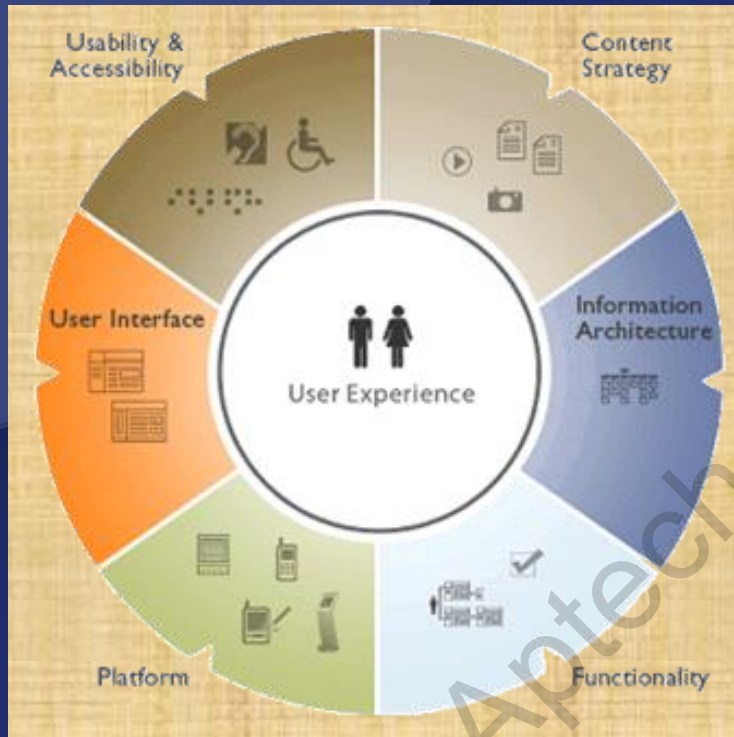 Usability &
Accessibility
Content
Strategy
User Interface
Information
Architecture
User Experience
Platform
Functionality
Aptech